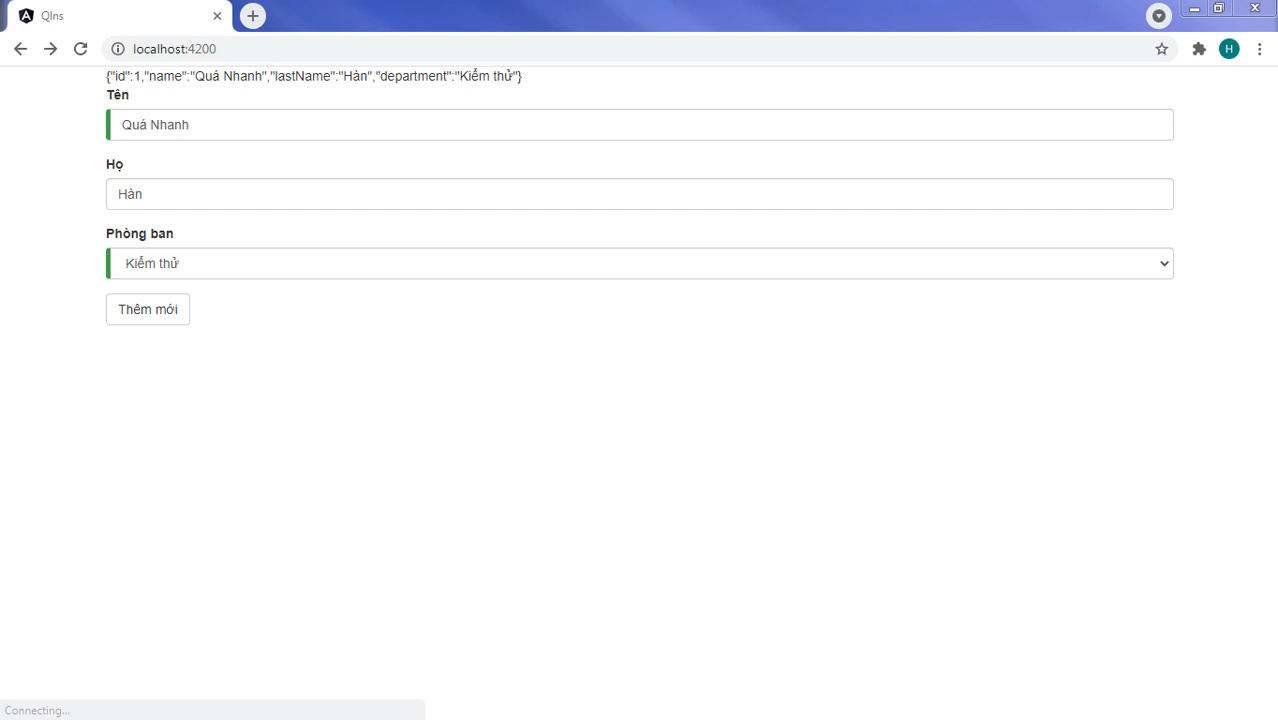 QIns
localhost:4200
H
{"id":1,"name":"Quá Nhanh","lastName":"Hàn","department":"Kiểm thử"}
Tên
Quá Nhanh
Họ
Hàn
Phòng ban
Kiểm thử
Thêm mới
Connecting...